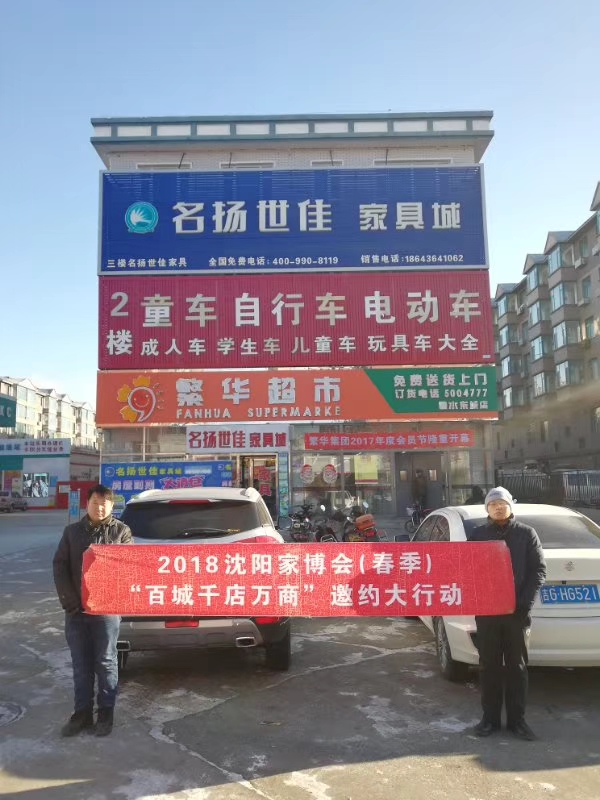 名扬世佳 家具城
三楼名扬世佳家具 全国免费电话:400-990-8119 销售电话:18643641062
2楼
童车 自行车 电动车
成人车 学生车 儿童车 玩具车大全
繁华超市
FANHUA SUPERMARKE
免费送货上门
订货电话 5004777
名扬世佳 家具城
繁华集团2017年度会员节隆重开幕
名扬世佳 家具城
2018沈阳家博会(春季)
“百城千店万商”邀约大行动
吉G·HG521